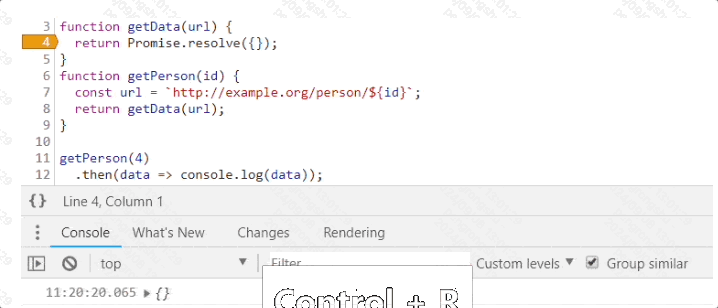 3 function getData(url) {
4 return Promise.resolve({});
5 }
6 function getPerson(id) {
7 const url = `http://example.org/person/${id}`;
8 return getData(url);
9 }
10
11 getPerson(4)
12 .then(data => console.log(data));
{} Line 4, Column 1
Console What's New Changes Rendering
top Filter Custom levels Group similar
11:20:20.065 {}
Control + R